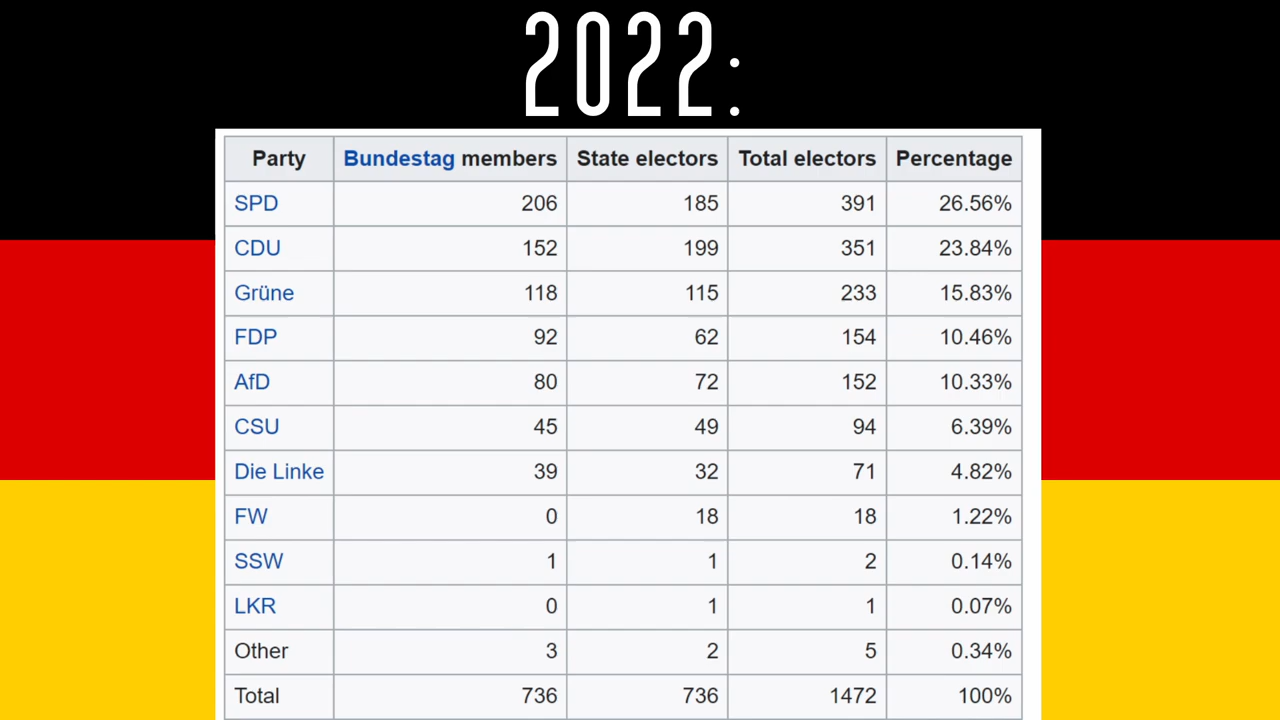 2022:
Party Bundestag members State electors Total electors Percentage
SPD 206 185 391 26.56%
CDU 152 199 351 23.84%
Grüne 118 115 233 15.83%
FDP 92 62 154 10.46%
AfD 80 72 152 10.33%
CSU 45 49 94 6.39%
Die Linke 39 32 71 4.82%
FW 0 18 18 1.22%
SSW 1 1 2 0.14%
LKR 0 1 1 0.07%
Other 3 2 5 0.34%
Total 736 736 1472 100%